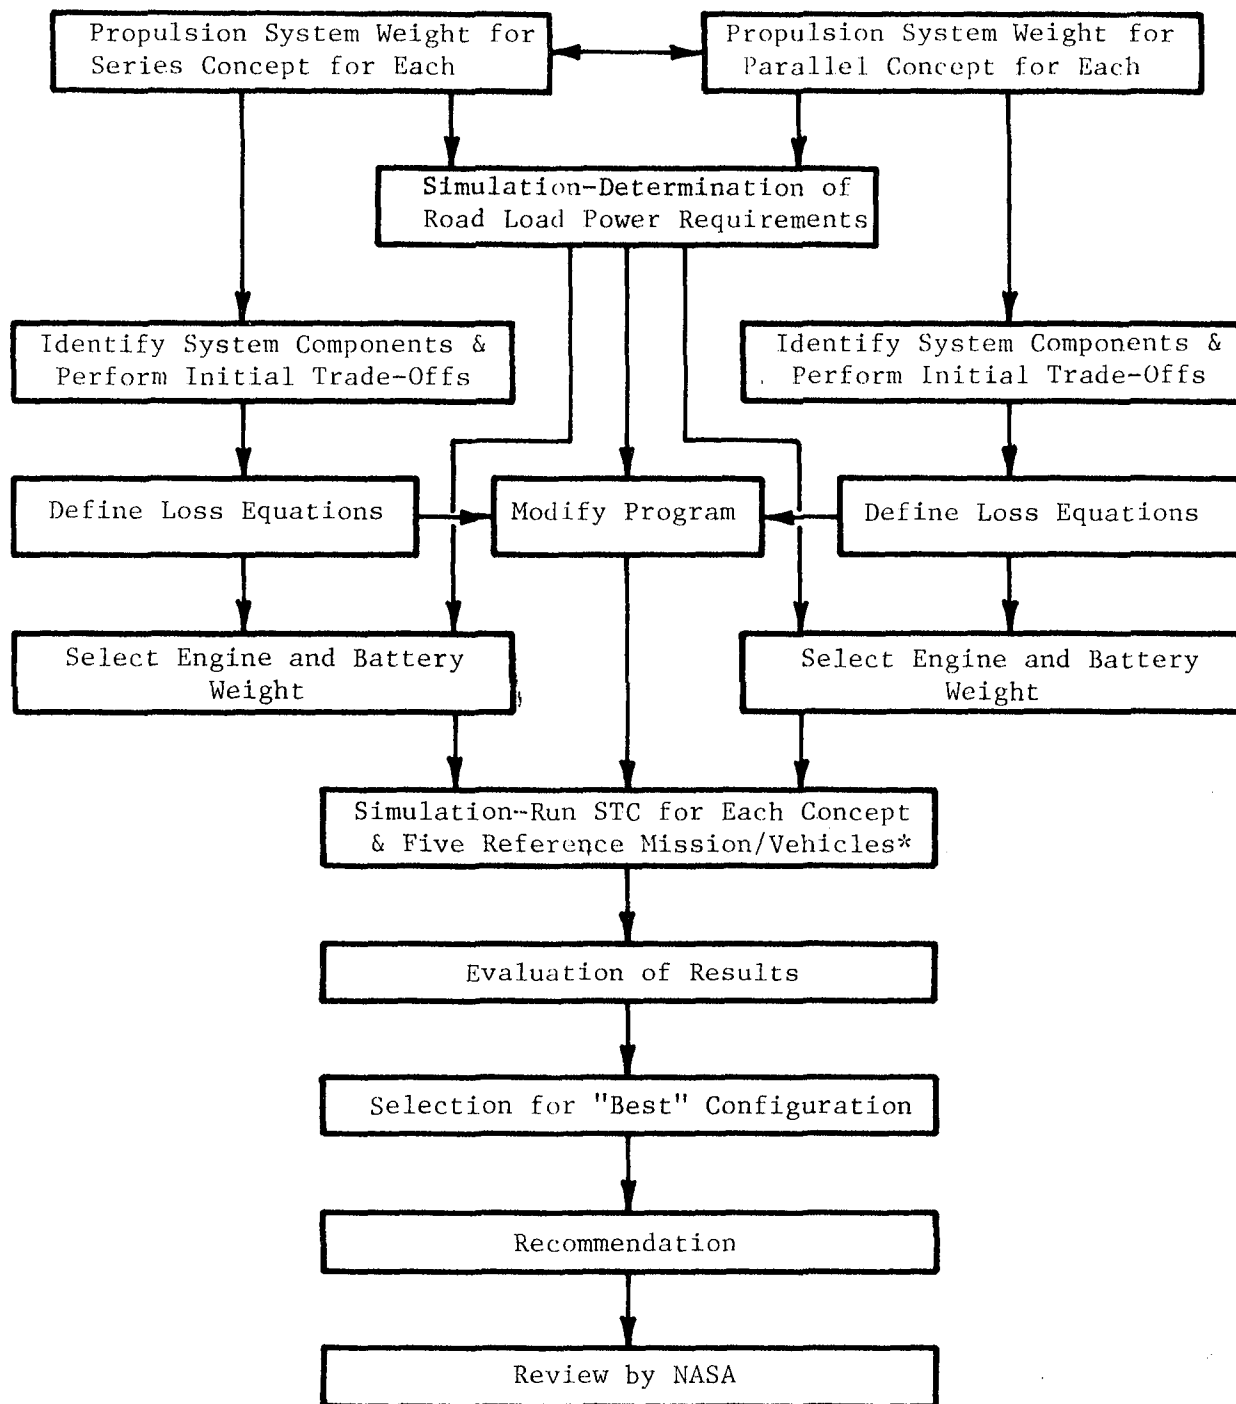 Propulsion System Weight for
Series Concept for Each
Propulsion System Weight for
Parallel Concept for Each
Simulation-Determination of
Road Load Power Requirements
Identify System Components &
Perform Initial Trade-Offs
Identify System Components &
Perform Initial Trade-Offs
Define Loss Equations
Modify Program
Define Loss Equations
Select Engine and Battery
Weight
Select Engine and Battery
Weight
Simulation-Run STC for Each Concept
& Five Reference Mission/Vehicles*
Evaluation of Results
Selection for "Best" Configuration
Recommendation
Review by NASA